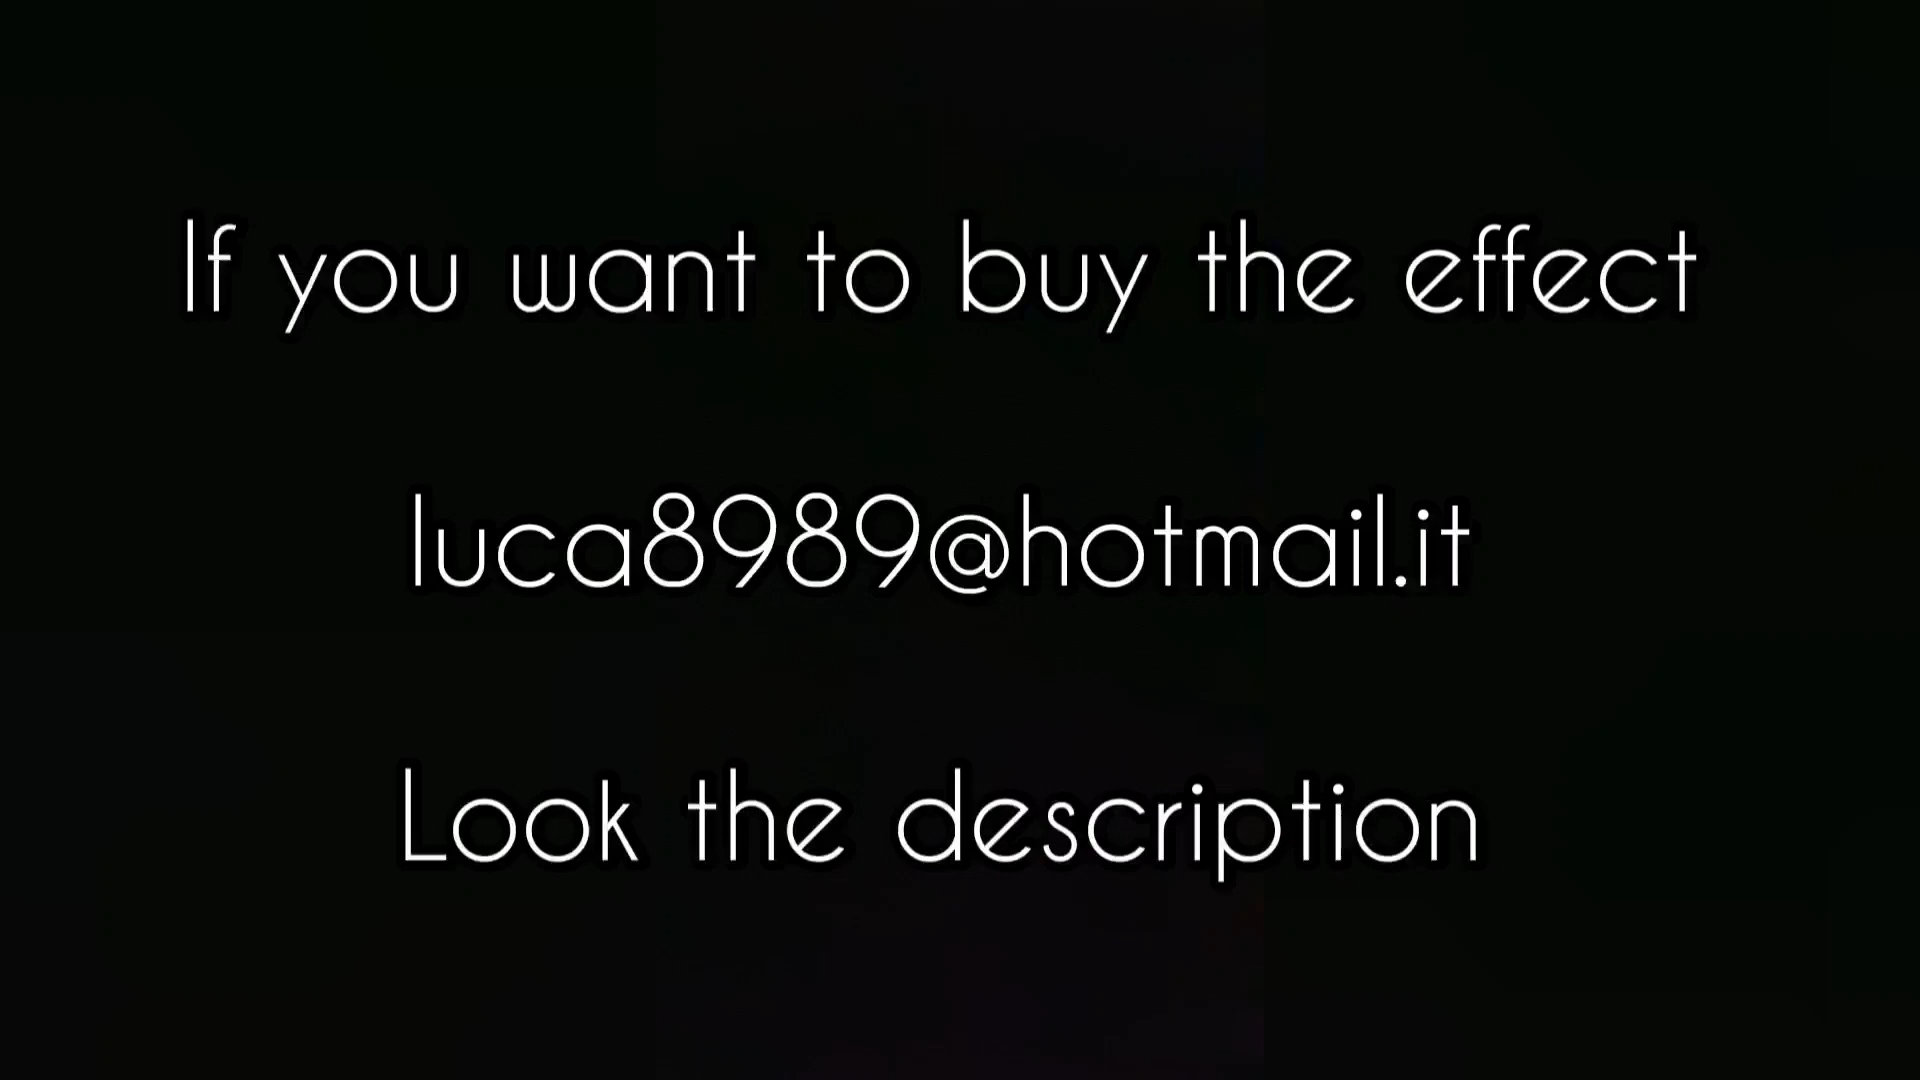 If you want to buy the effect
luca8989@hotmail.it
Look the description